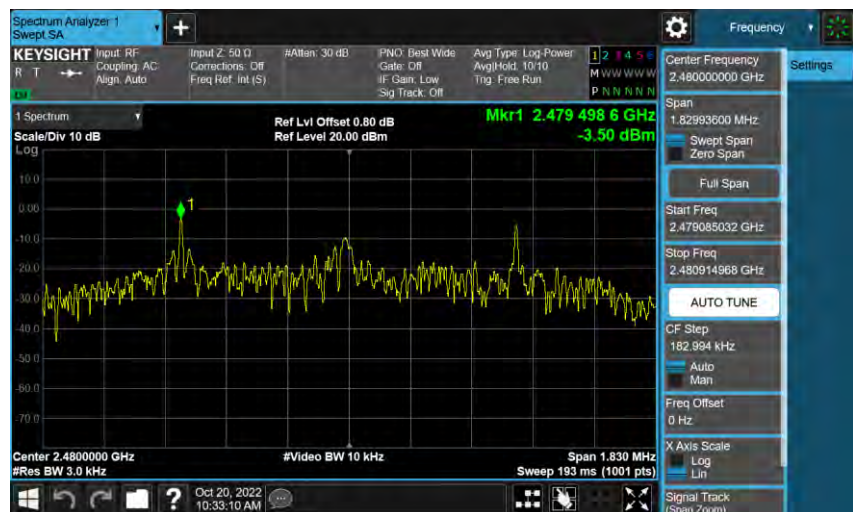 Spectrum Analyzer 1
Swept SA
+
Frequency
KEYSIGHT
R T
Input: RF
Coupling: AC
Align: Auto
Input Z: 50 Ω
Corrections: Off
Freq Ref: Int (S)
#Atten: 30 dB
PNO: Best Wide
Gate: Off
IF Gain: Low
Sig Track: Off
Avg Type: Log-Power
Avg|Hold: 10/10
Trig: Free Run
1 2 3 4 5 6
M W W W W W
P N N N N N
1 Spectrum
Scale/Div 10 dB
Log
Ref Lvl Offset 0.80 dB
Ref Level 20.00 dBm
Mkr1 2.479 498 6 GHz
-3.50 dBm
10.0
0.00
-10.0
-20.0
-30.0
-40.0
-50.0
-60.0
-70.0
1
Center 2.4800000 GHz
#Res BW 3.0 kHz
#Video BW 10 kHz
Span 1.830 MHz
Sweep 193 ms (1001 pts)
Center Frequency
2.480000000 GHz
Settings
Span
1.82993600 MHz
Swept Span
Zero Span
Full Span
Start Freq
2.479085032 GHz
Stop Freq
2.480914968 GHz
AUTO TUNE
CF Step
182.994 kHz
Auto
Man
Freq Offset
0 Hz
X Axis Scale
Log
Lin
Signal Track
(Span Zoom)
?
Oct 20, 2022
10:33:10 AM